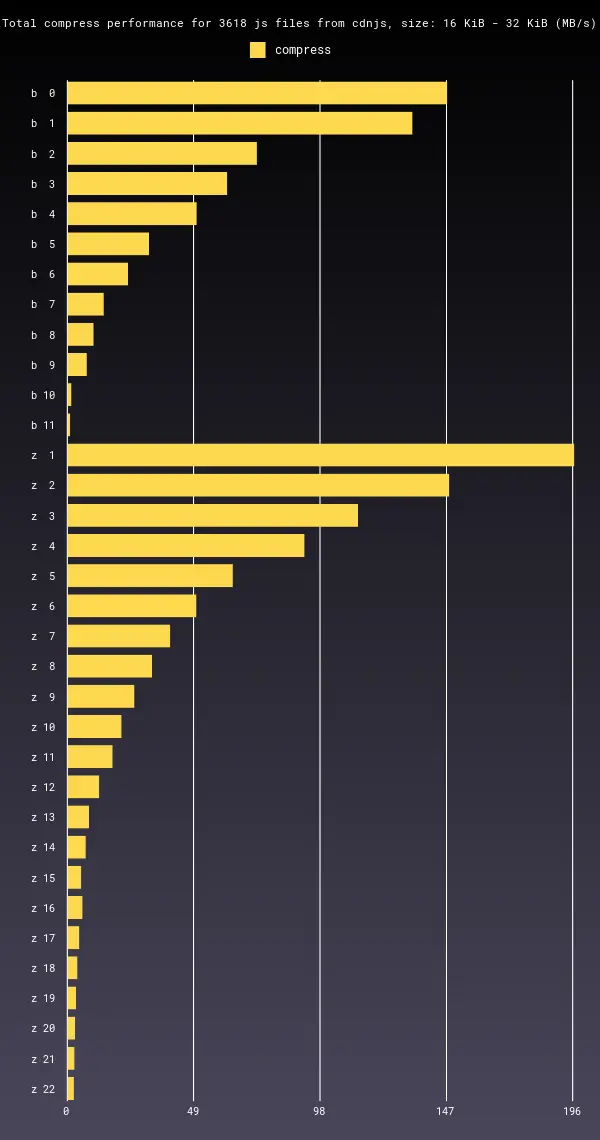 Total compress performance for 3618 js files from cdnjs, size: 16 KiB - 32 KiB (MB/s)
compress
b 0
b 1
b 2
b 3
b 4
b 5
b 6
b 7
b 8
b 9
b 10
b 11
z 1
z 2
z 3
z 4
z 5
z 6
z 7
z 8
z 9
z 10
z 11
z 12
z 13
z 14
z 15
z 16
z 17
z 18
z 19
z 20
z 21
z 22
0 49 98 147 196